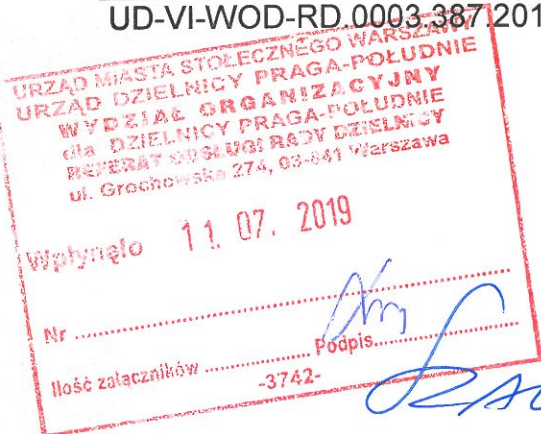 UD-VI-WOD-RD.0003.387.201
URZĄD MIASTA STOŁECZNEGO WARSZAWY
URZĄD DZIELNICY PRAGA-POŁUDNIE
WYDZIAŁ ORGANIZACYJNY
dla DZIELNICY PRAGA-POŁUDNIE
REFERAT OBSŁUGI RADY DZIELNICY
ul. Grochowska 274, 03-841 Warszawa
Wpłynęło 11. 07. 2019
Nr
Ilość załączników Podpis
-3742-